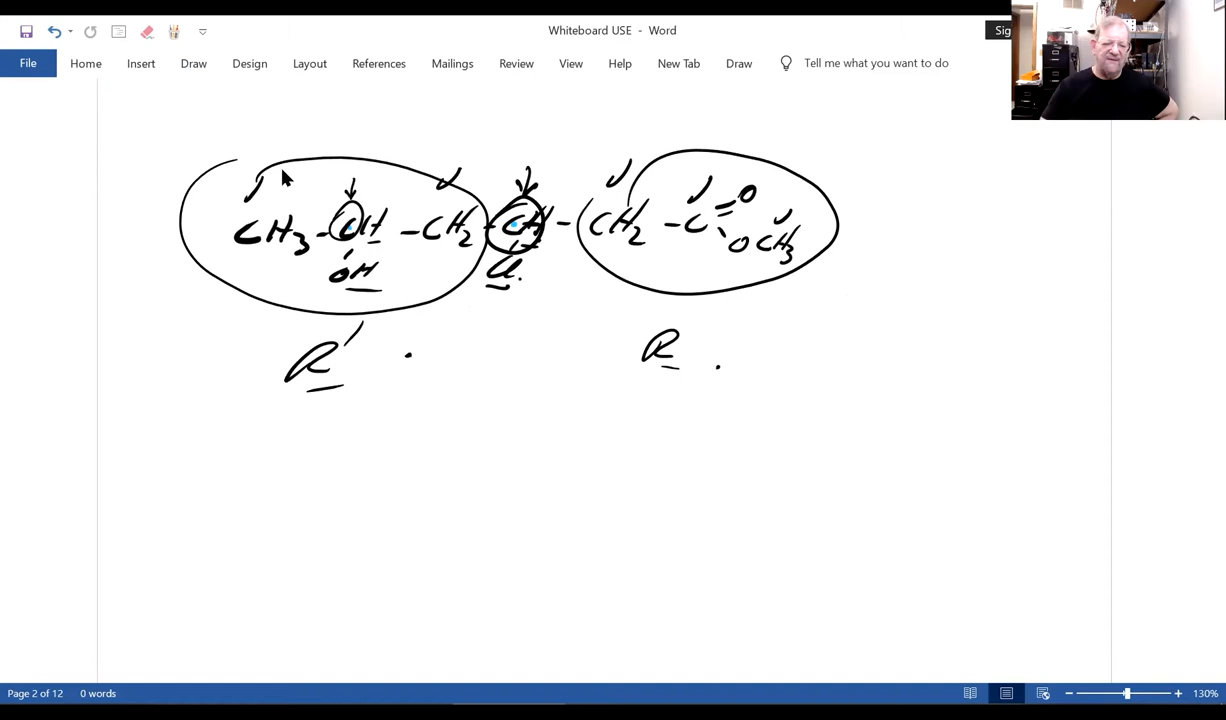 Whiteboard USE - Word
Sig
File Home Insert Draw Design Layout References Mailings Review View Help New Tab Draw Tell me what you want to do
CH3 - CH - CH2 - CH - CH2 - C = O
OH Cl OCH3
R' R
Page 2 of 12 0 words 130%